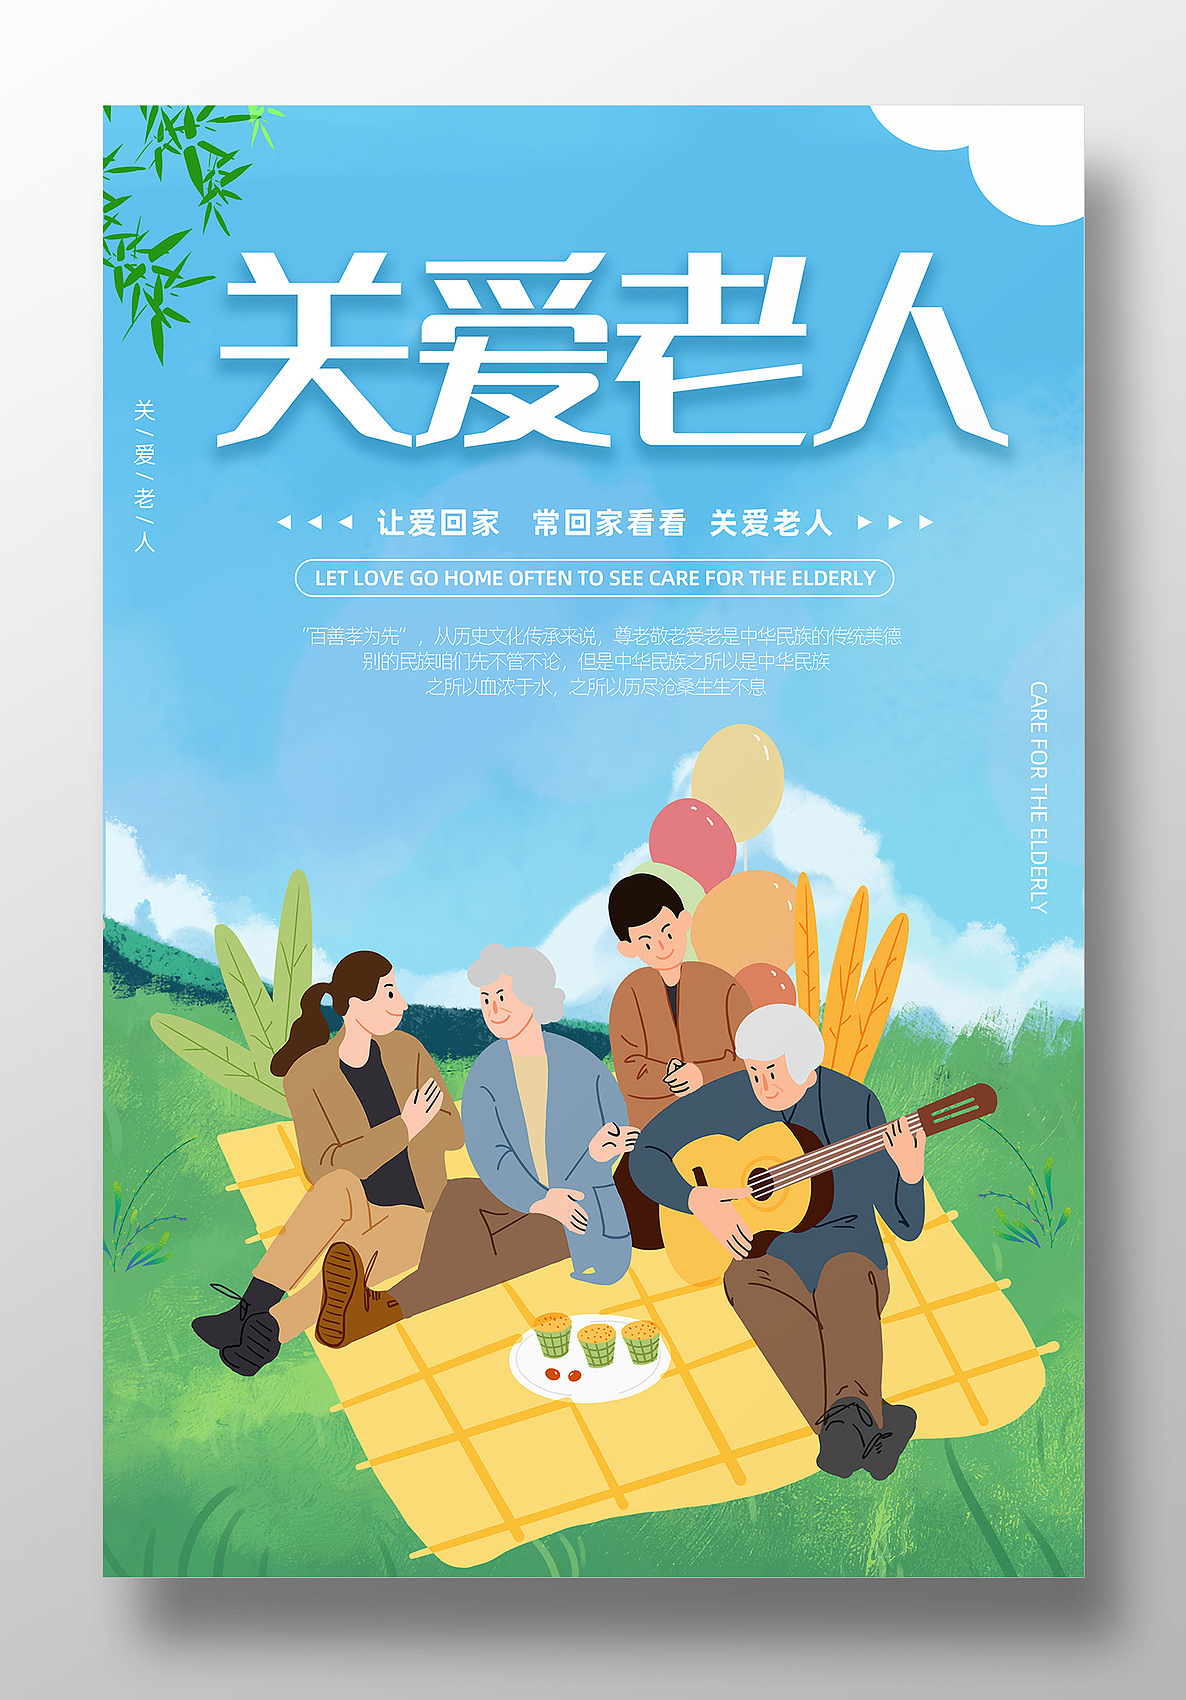 关爱老人
关/爱/老/人
让爱回家 常回家看看 关爱老人
LET LOVE GO HOME OFTEN TO SEE CARE FOR THE ELDERLY
“百善孝为先”，从历史文化传承来说，尊老敬老爱老是中华民族的传统美德
别的民族咱们先不管不论，但是中华民族之所以是中华民族
之所以血浓于水，之所以历尽沧桑生生不息
CARE FOR THE ELDERLY